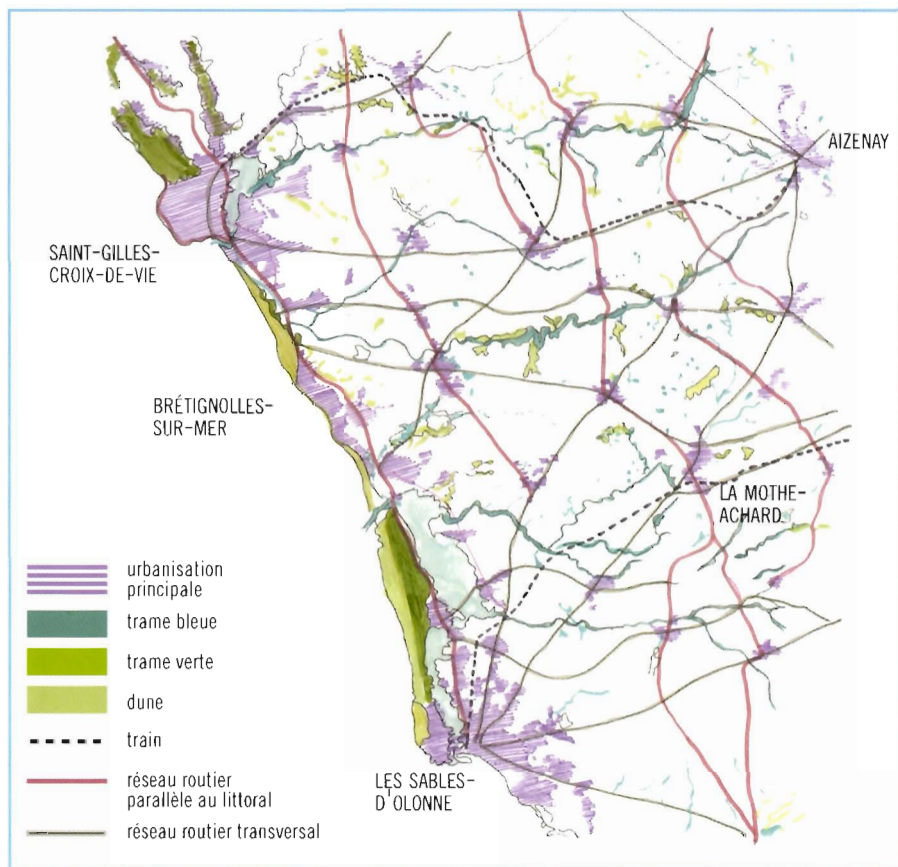 AIZENAY
SAINT-GILLES-
CROIX-DE-VIE
BRÉTIGNOLLES-
SUR-MER
LA MOTHE-
ACHARD
LES SABLES-
D'OLONNE
urbanisation
principale
trame bleue
trame verte
dune
train
réseau routier
parallèle au littoral
réseau routier transversal